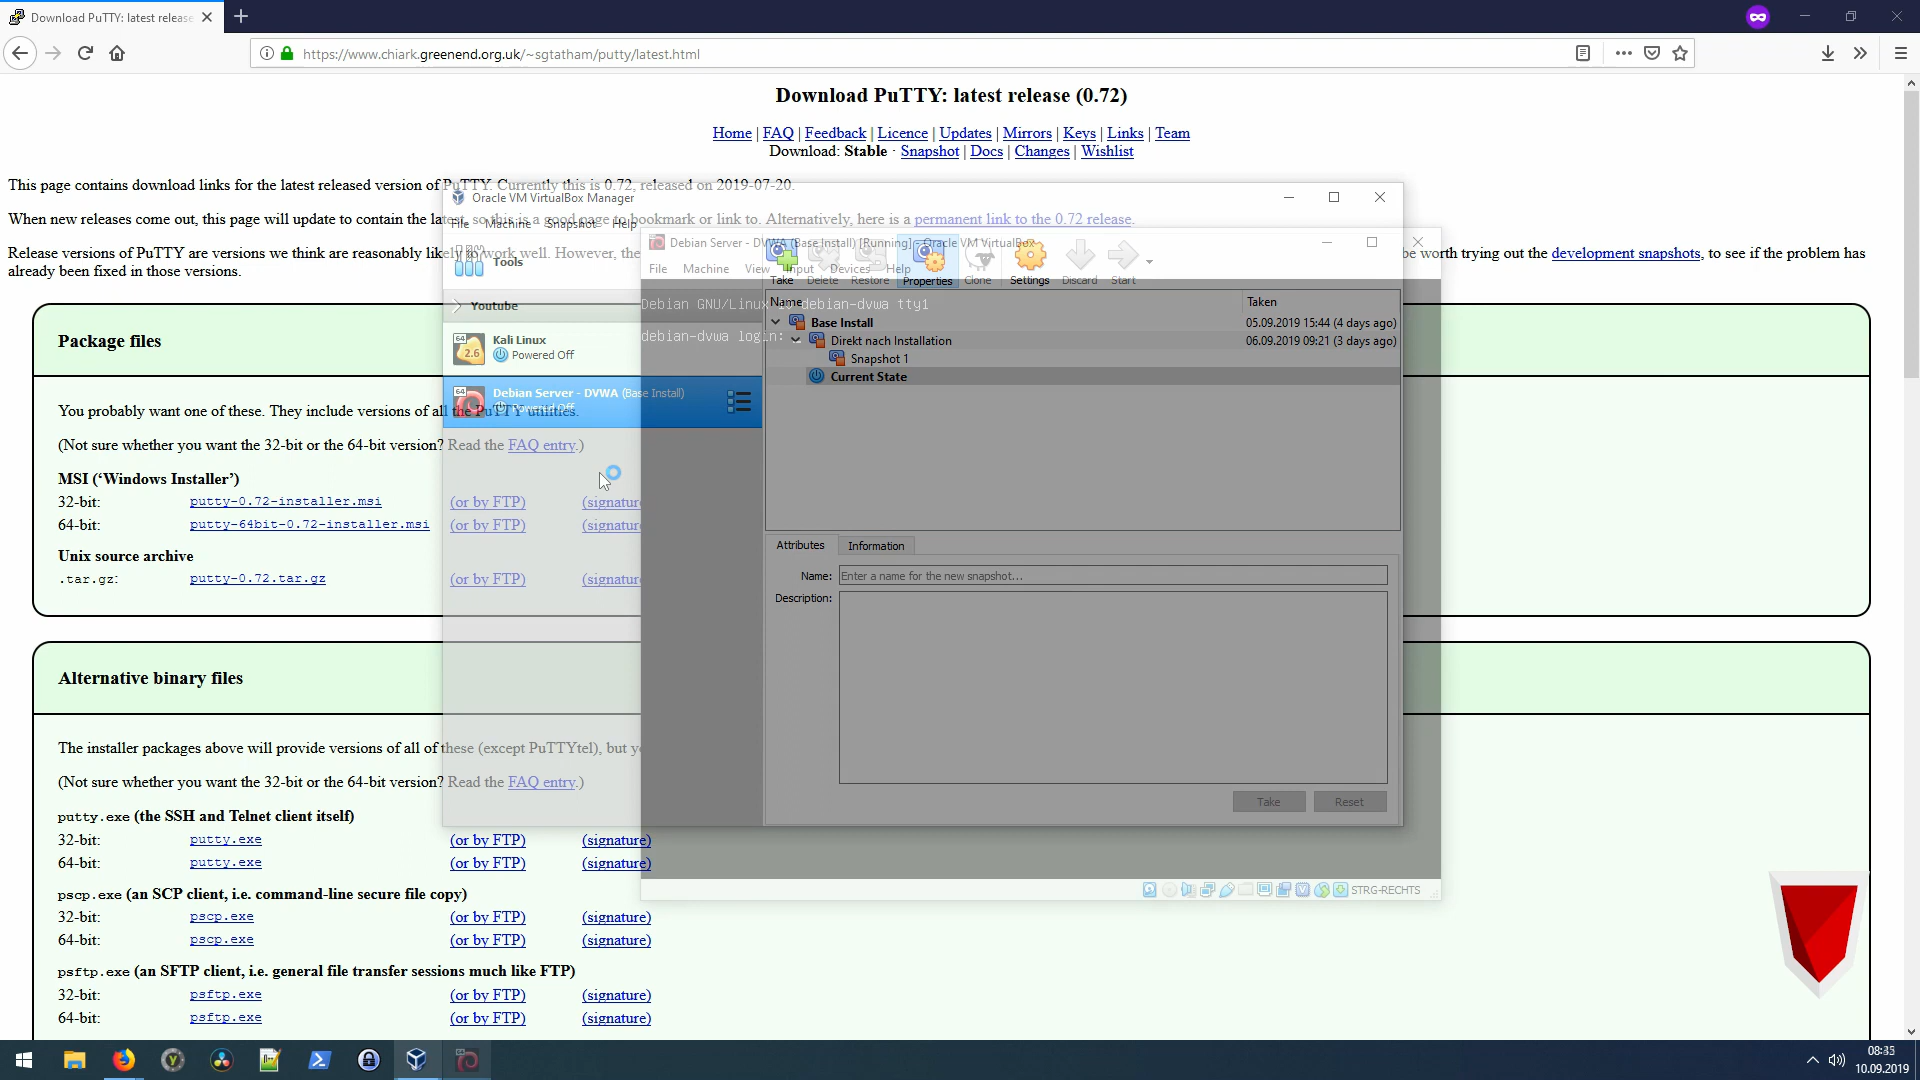 Download PuTTY: latest release
https://www.chiark.greenend.org.uk/~sgtatham/putty/latest.html
Download PuTTY: latest release (0.72)
Home | FAQ | Feedback | Licence | Updates | Mirrors | Keys | Links | Team
Download: Stable · Snapshot | Docs | Changes | Wishlist
This page contains download links for the latest released version of PuTTY. Currently this is 0.72, released on 2019-07-20.
When new releases come out, this page will update to contain the latest, so this is a good page to bookmark or link to. Alternatively, here is a permanent link to the 0.72 release.
Release versions of PuTTY are versions we think are reasonably likely to work well. However, the
be worth trying out the development snapshots, to see if the problem has
already been fixed in those versions.
Oracle VM VirtualBox Manager
File Machine Snapshot Help
Tools
Youtube
Kali Linux
Powered Off
Debian Server - DVWA (Base Install)
Powered Off
Debian Server - DVWA (Base Install) [Running] - Oracle VM VirtualBox
File Machine View Input Devices Help
Take Delete Restore Properties Clone Settings Discard Start
Debian GNU/Linux 10 debian-dvwa tty1
debian-dvwa login:
Name Taken
Base Install 05.09.2019 15:44 (4 days ago)
Direkt nach Installation 06.09.2019 09:21 (3 days ago)
Snapshot 1
Current State
Attributes Information
Name: Enter a name for the new snapshot...
Description:
Take Reset
STRG-RECHTS
Package files
You probably want one of these. They include versions of all the PuTTY utilities.
(Not sure whether you want the 32-bit or the 64-bit version? Read the FAQ entry.)
MSI (‘Windows Installer’)
32-bit: putty-0.72-installer.msi (or by FTP) (signature
64-bit: putty-64bit-0.72-installer.msi (or by FTP) (signature
Unix source archive
.tar.gz: putty-0.72.tar.gz (or by FTP) (signature
Alternative binary files
The installer packages above will provide versions of all of these (except PuTTYtel), but y
(Not sure whether you want the 32-bit or the 64-bit version? Read the FAQ entry.)
putty.exe (the SSH and Telnet client itself)
32-bit: putty.exe (or by FTP) (signature)
64-bit: putty.exe (or by FTP) (signature)
pscp.exe (an SCP client, i.e. command-line secure file copy)
32-bit: pscp.exe (or by FTP) (signature)
64-bit: pscp.exe (or by FTP) (signature)
psftp.exe (an SFTP client, i.e. general file transfer sessions much like FTP)
32-bit: psftp.exe (or by FTP) (signature)
64-bit: psftp.exe (or by FTP) (signature)
10.09.2019